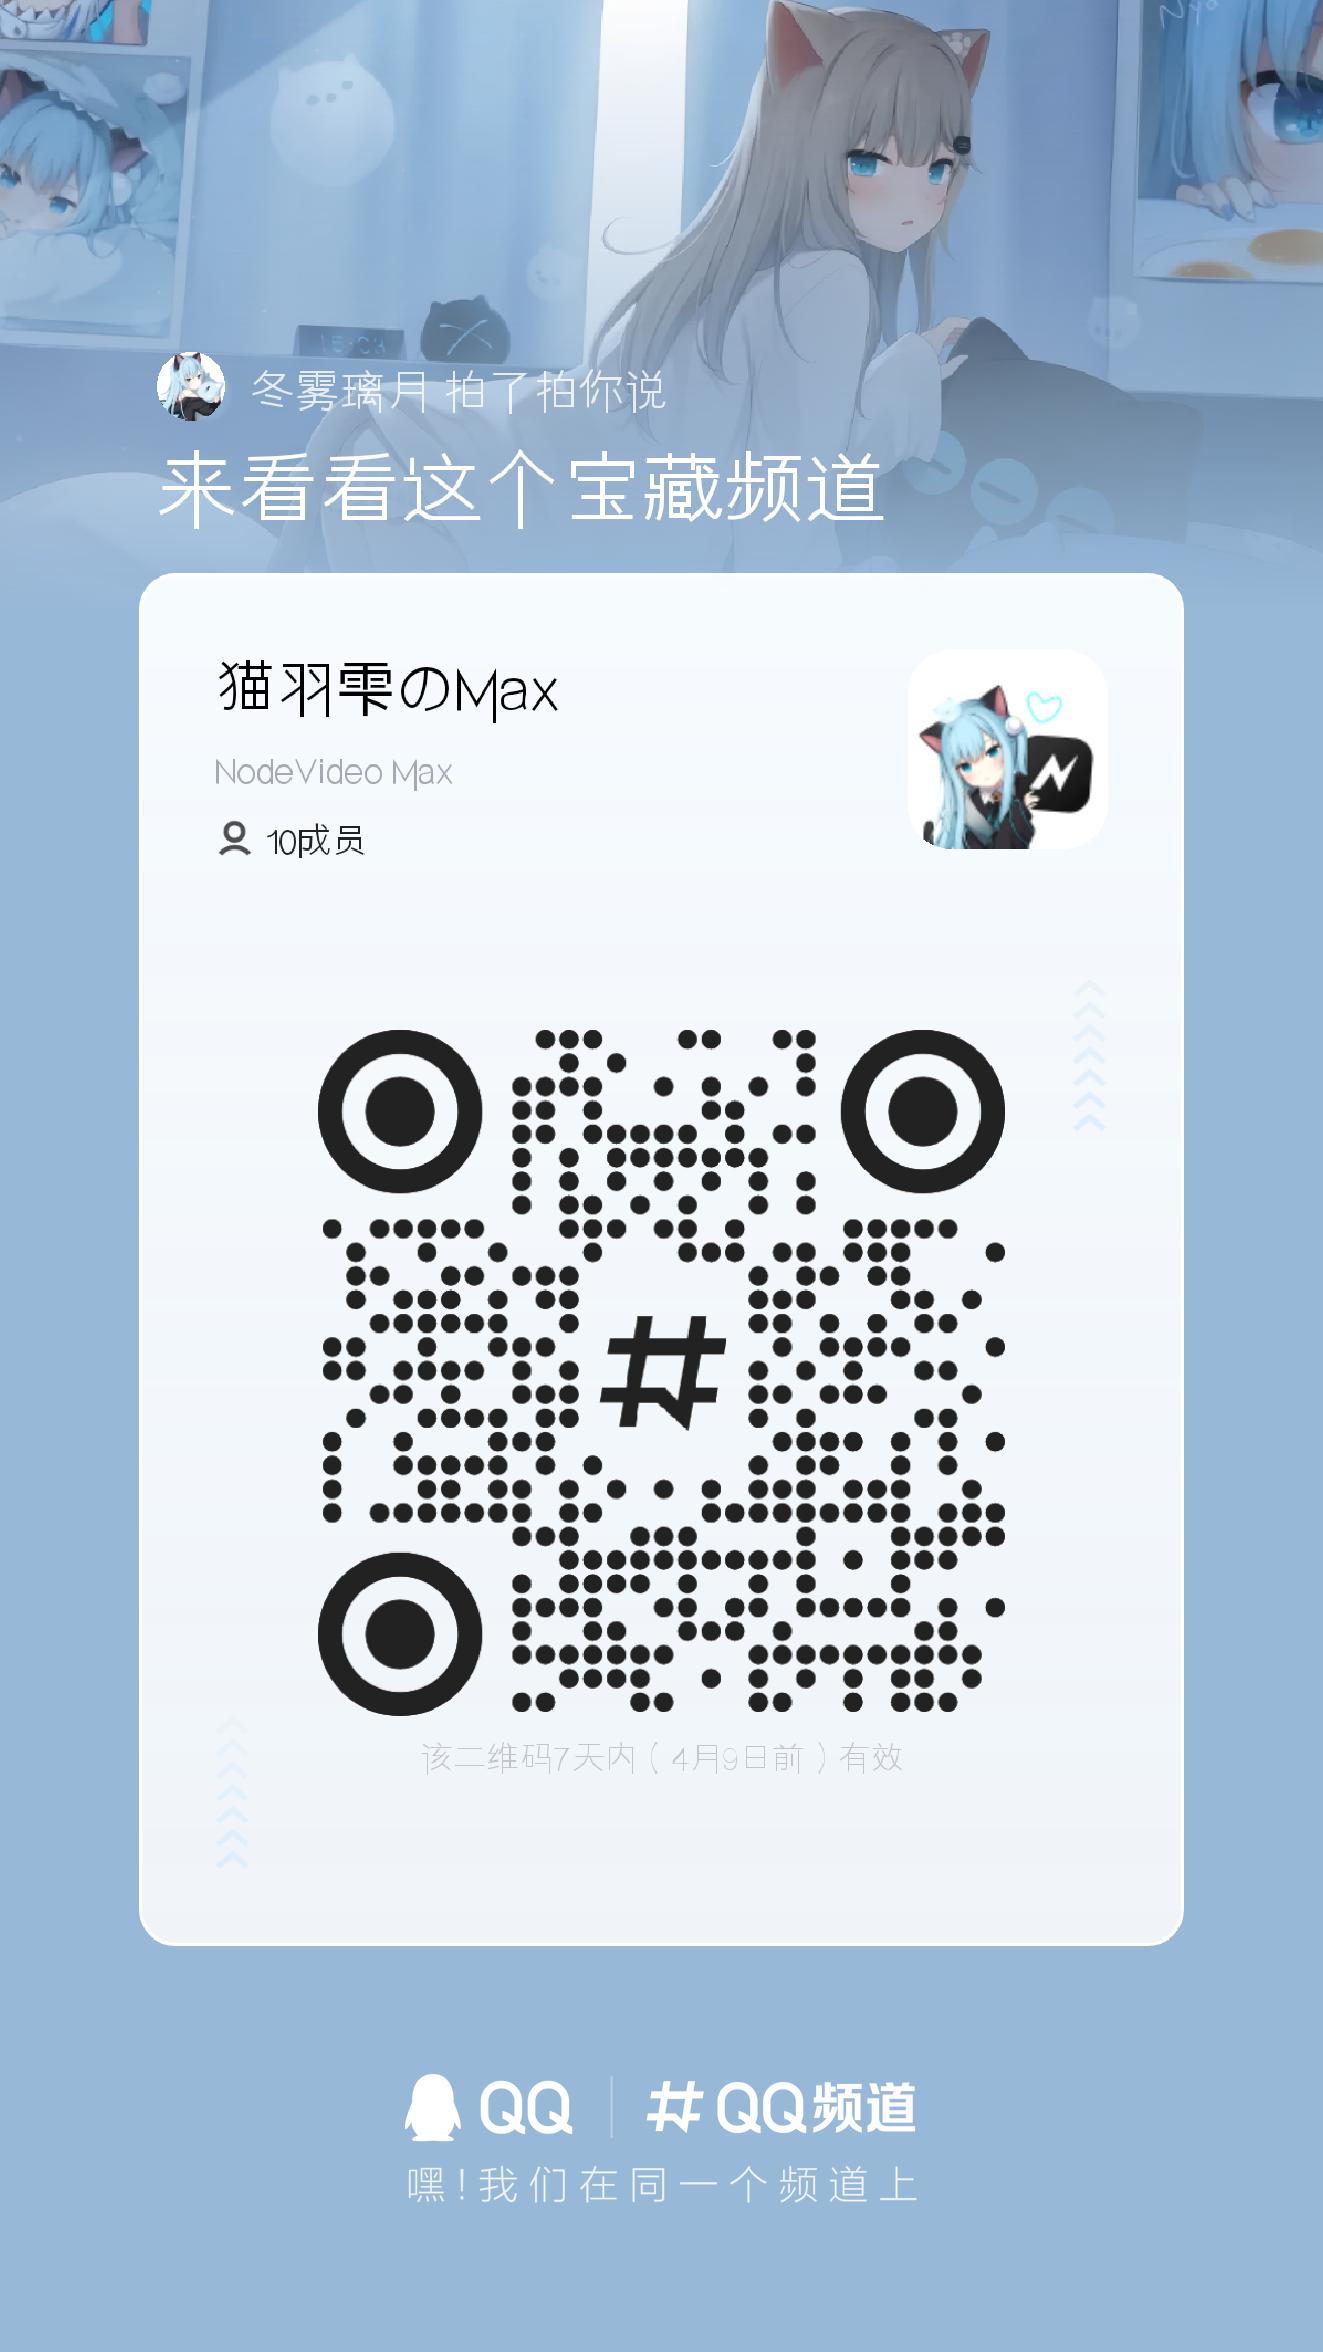 Nya
15:CH
冬雾璃月 拍了拍你说
来看看这个宝藏频道
猫羽雫のMax
NodeVideo Max
10成员
该二维码7天内（4月9日前）有效
QQ
QQ频道
嘿!我们在同一个频道上